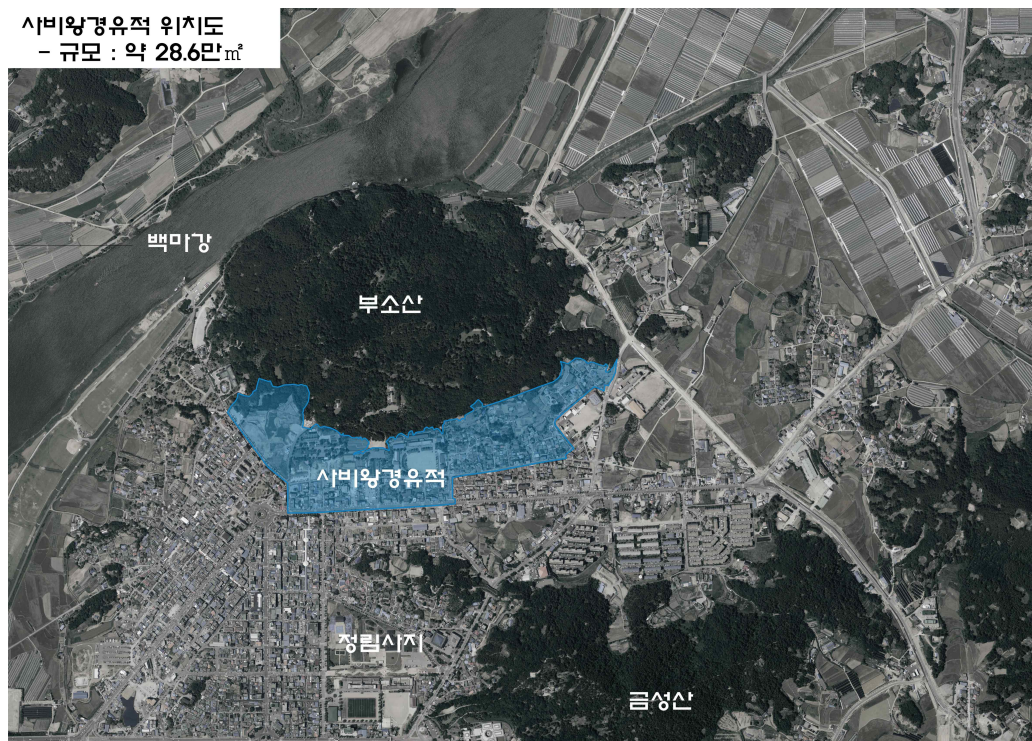 사비왕경유적 위치도
- 규모 : 약 28.6만㎡
백마강
부소산
사비왕경유적
정림사지
금성산